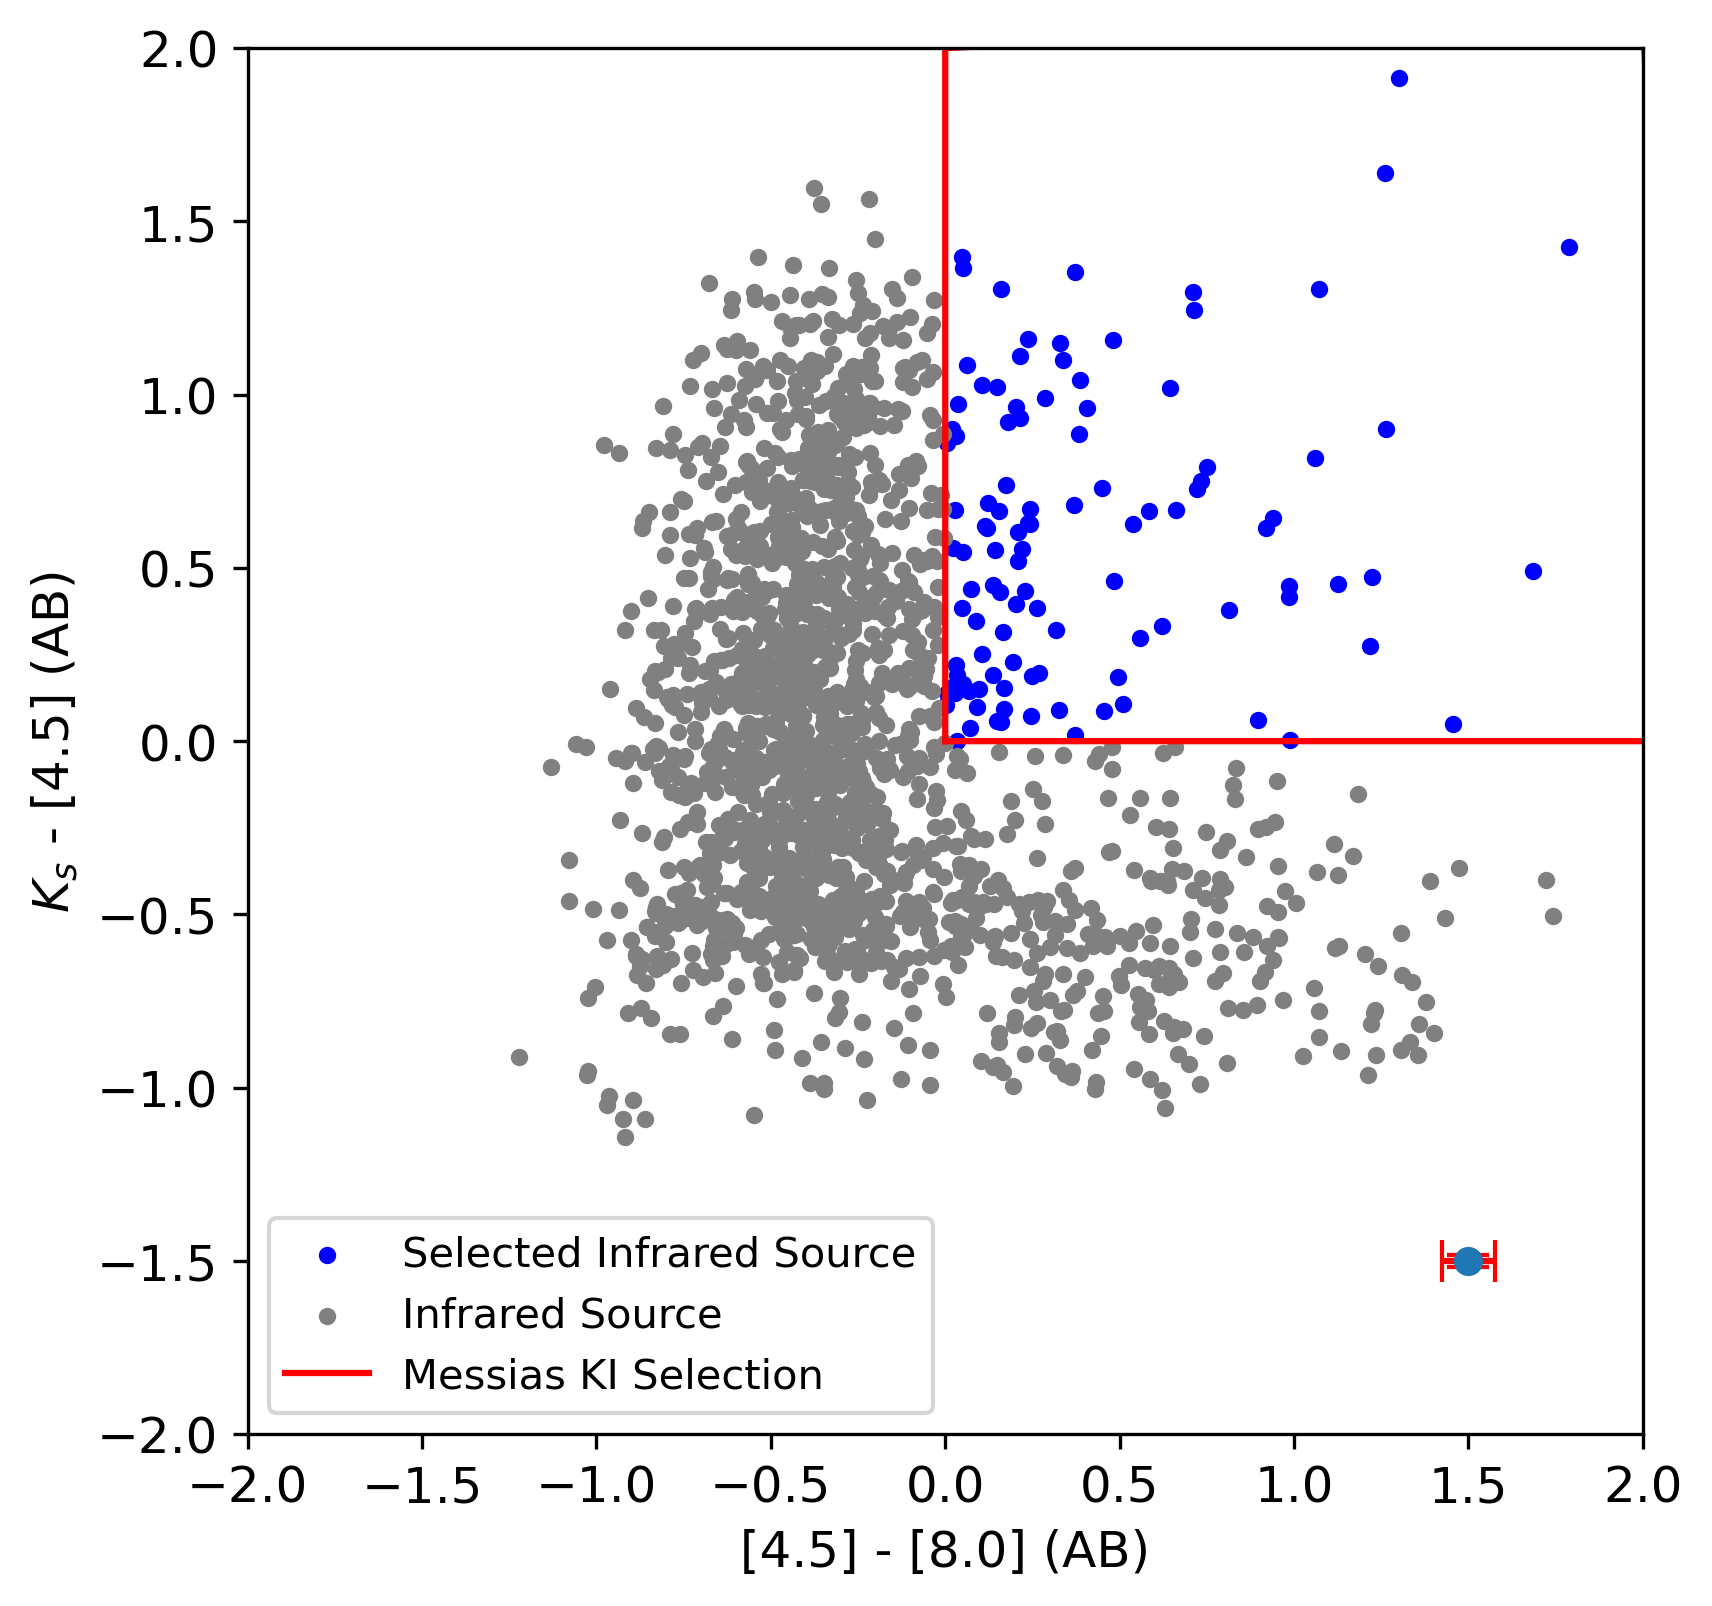 2.0
1.5
1.0
0.5
0.0
−0.5
−1.0
−1.5
−2.0
K_s - [4.5] (AB)
Selected Infrared Source
Infrared Source
Messias KI Selection
−2.0 −1.5 −1.0 −0.5 0.0 0.5 1.0 1.5 2.0
[4.5] - [8.0] (AB)